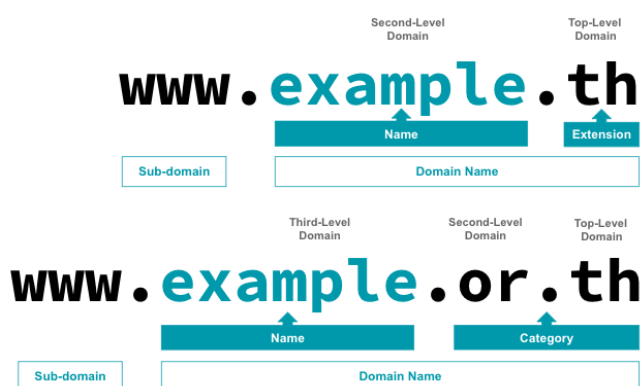 Second-Level Top-Level
Domain Domain
www.example.th
Name Extension
Sub-domain Domain Name
Third-Level Second-Level Top-Level
Domain Domain Domain
www.example.or.th
Name Category
Sub-domain Domain Name